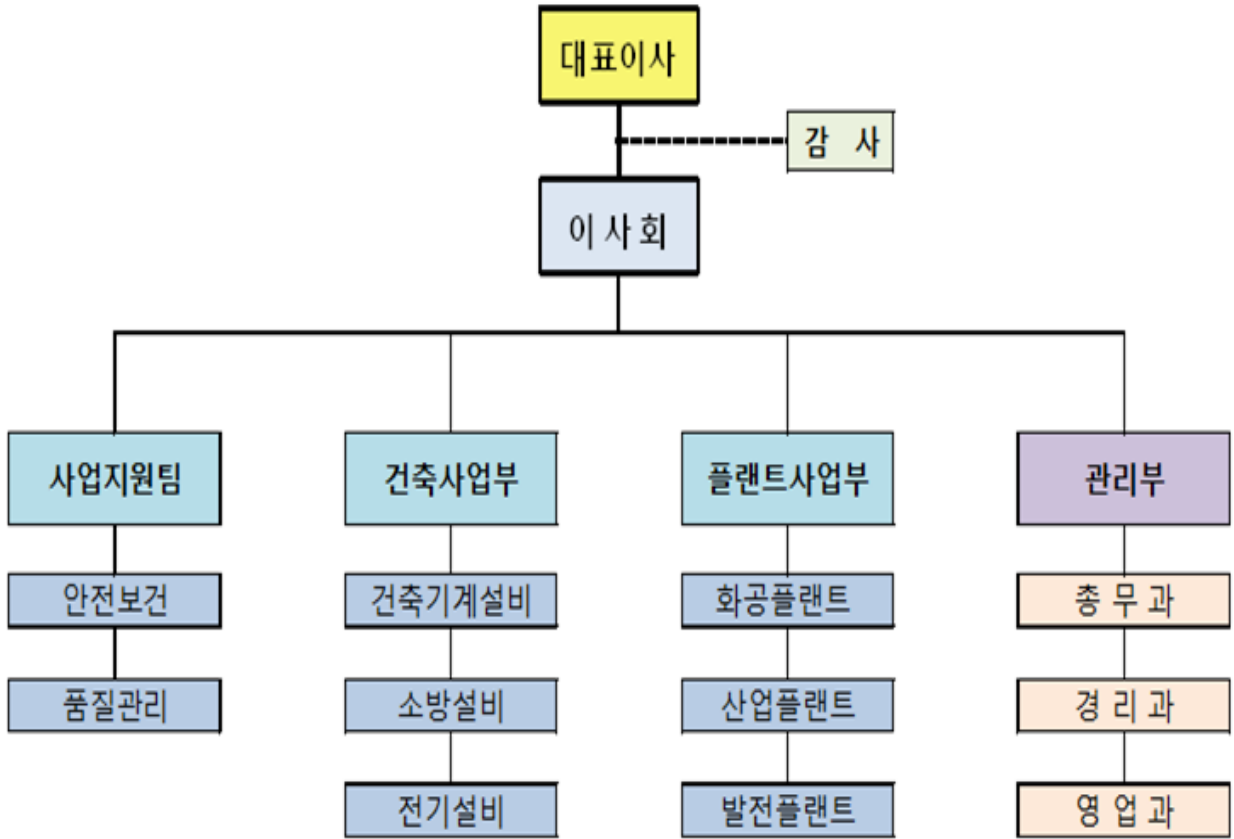 대표이사
감 사
이 사 회
사업지원팀
건축사업부
플랜트사업부
관리부
안전보건
건축기계설비
화공플랜트
총 무 과
품질관리
소방설비
산업플랜트
경 리 과
전기설비
발전플랜트
영 업 과